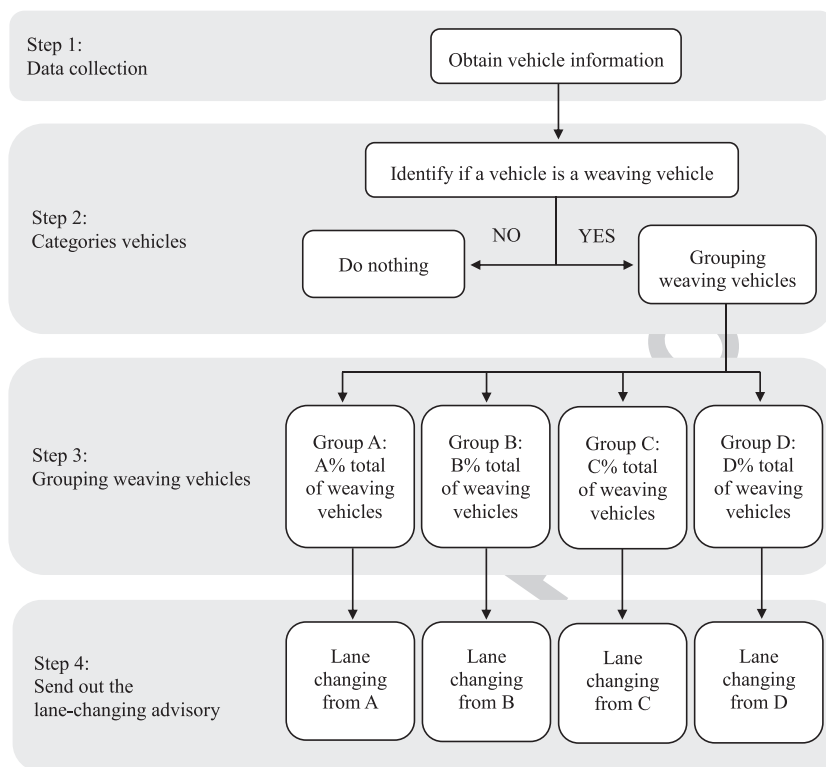 Step 1:
Data collection
Obtain vehicle information
Step 2:
Categories vehicles
Identify if a vehicle is a weaving vehicle
NO
YES
Do nothing
Grouping
weaving vehicles
Step 3:
Grouping weaving vehicles
Group A:
A% total
of weaving
vehicles
Group B:
B% total
of weaving
vehicles
Group C:
C% total
of weaving
vehicles
Group D:
D% total
of weaving
vehicles
Step 4:
Send out the
lane-changing advisory
Lane
changing
from A
Lane
changing
from B
Lane
changing
from C
Lane
changing
from D